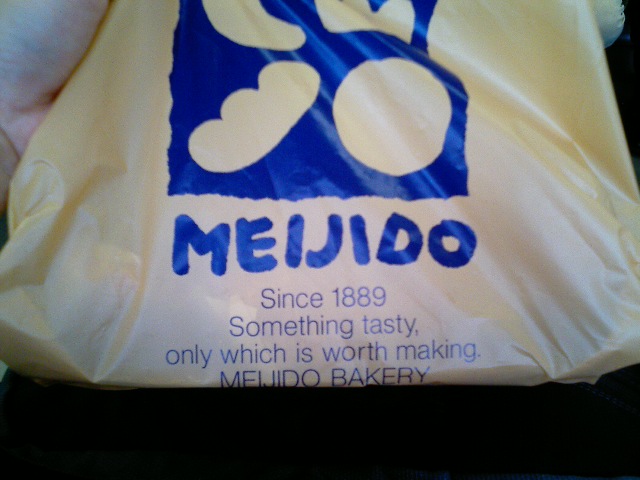 MEIJIDO
Since 1889
Something tasty,
only which is worth making.
MEIJIDO BAKERY